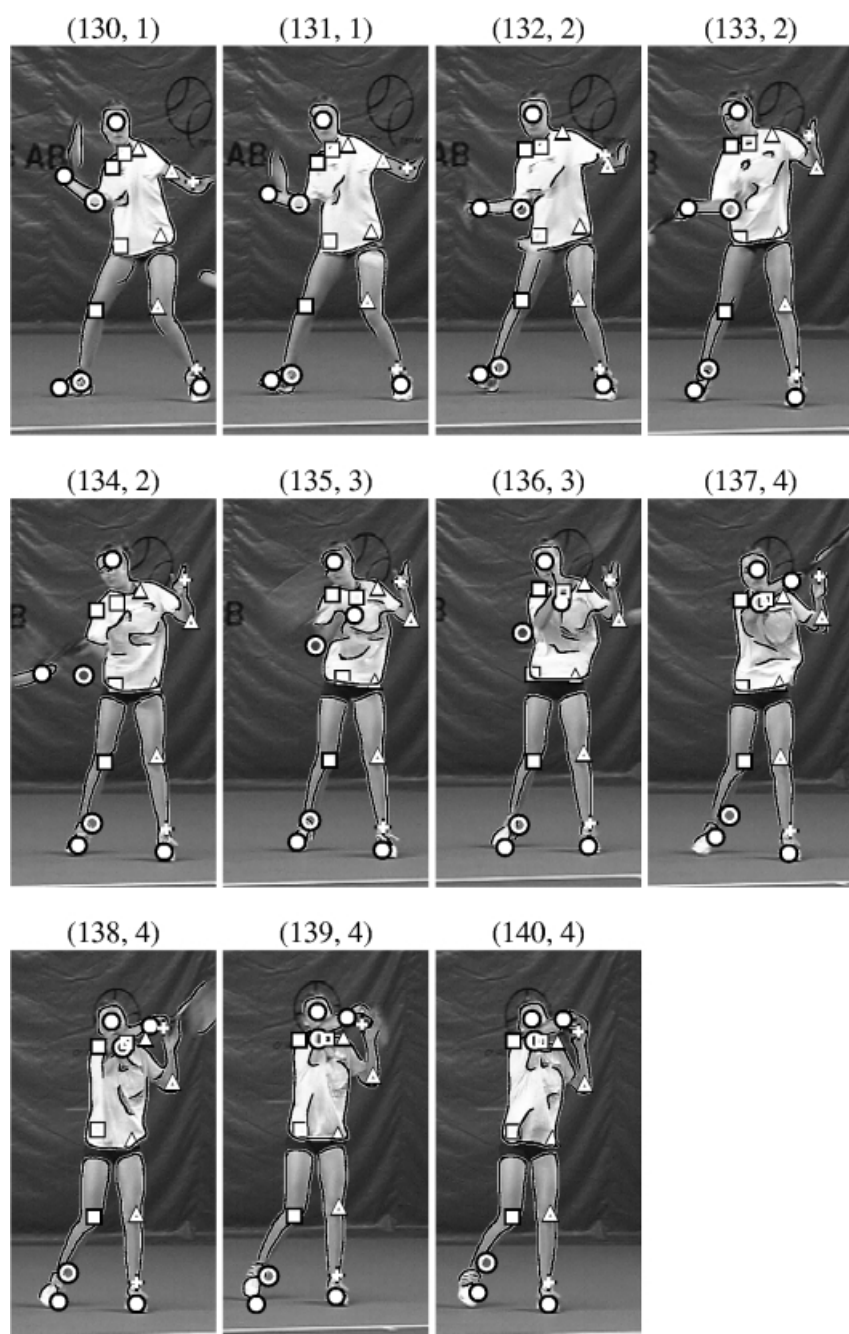 (130, 1) (131, 1) (132, 2) (133, 2)
AB AB AB
(134, 2) (135, 3) (136, 3) (137, 4)
(138, 4) (139, 4) (140, 4)